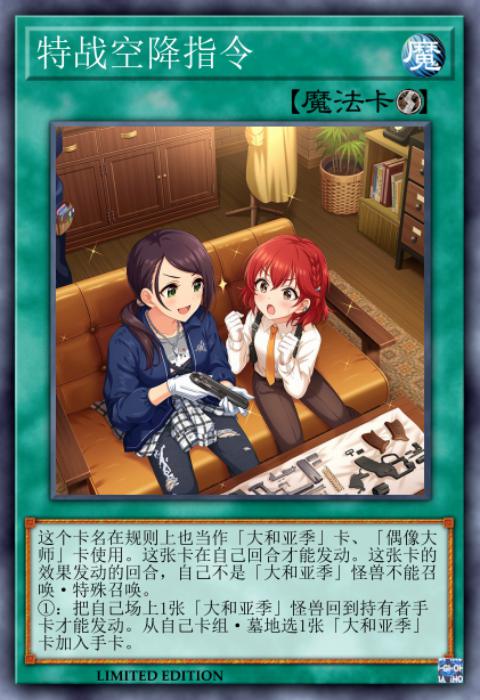 特战空降指令
魔
【魔法卡】
这个卡名在规则上也当作「大和亚季」卡、「偶像大
师」卡使用。这张卡在自己回合才能发动。这张卡的
效果发动的回合，自己不是「大和亚季」怪兽不能召
唤·特殊召唤。
①：把自己场上1张「大和亚季」怪兽回到持有者手
卡才能发动。从自己卡组·墓地选1张「大和亚季」
卡加入手卡。
LIMITED EDITION